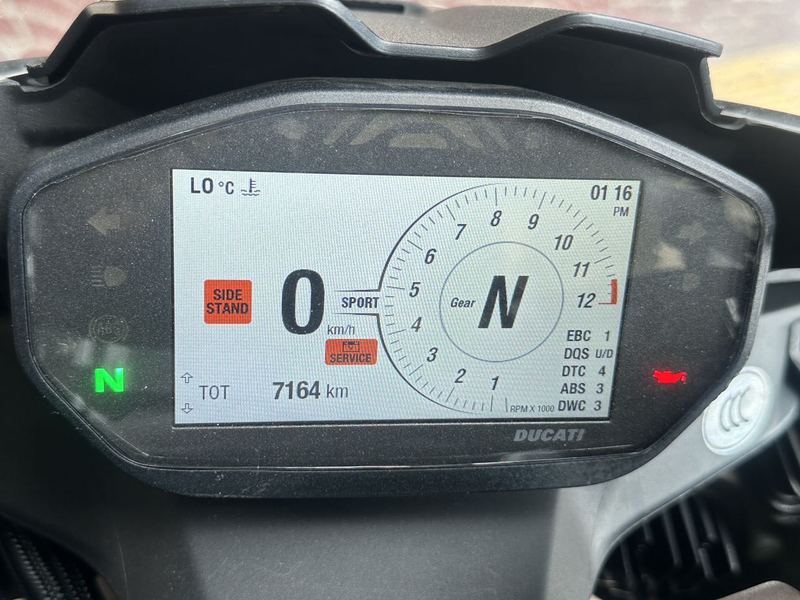 LO °C
01 16
PM
SIDE
STAND
0
km/h
SPORT
SERVICE
Gear N
1
2
3
4
5
6
7
8
9
10
11
12
RPM X 1000
EBC 1
DQS U/D
DTC 4
ABS 3
DWC 3
N
TOT 7164 km
DUCATI